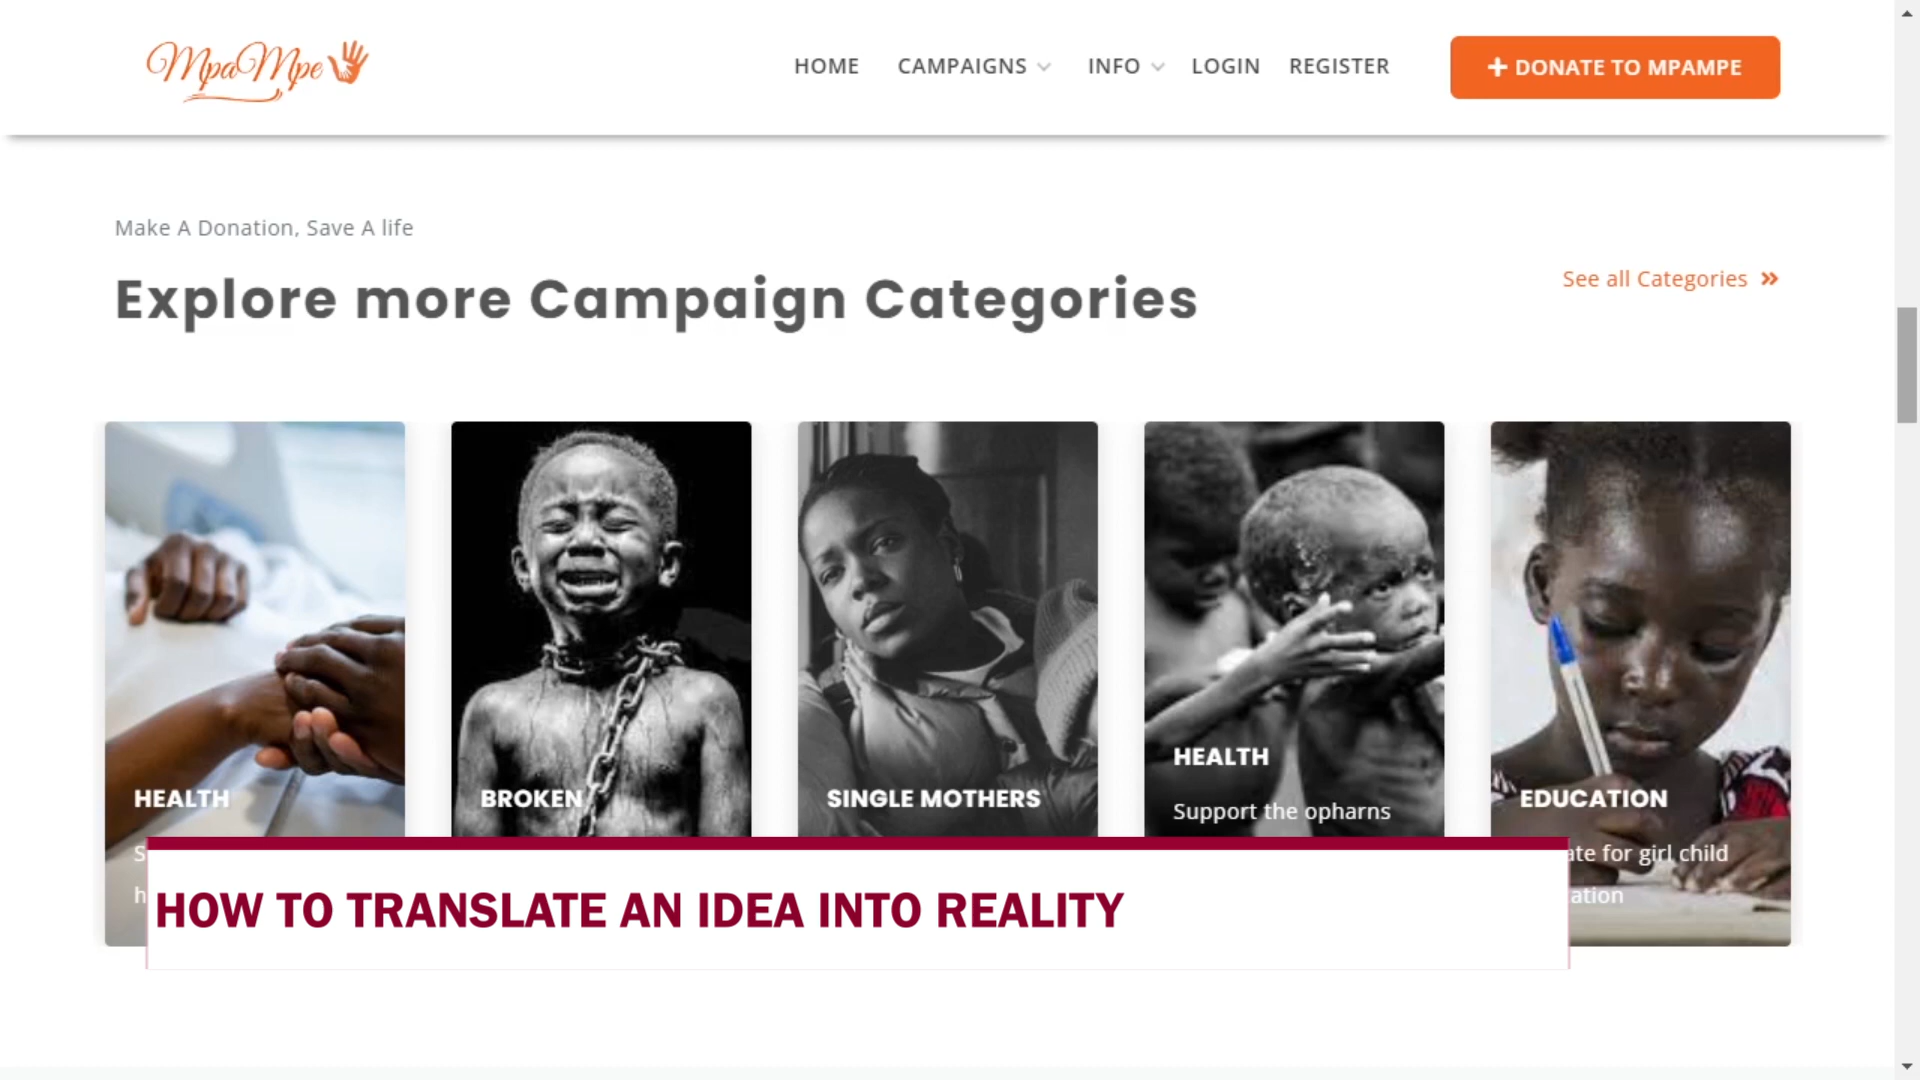 MpaMpe
HOME CAMPAIGNS INFO LOGIN REGISTER + DONATE TO MPAMPE
Make A Donation, Save A life
Explore more Campaign Categories
See all Categories »
HEALTH
S
h
BROKEN
SINGLE MOTHERS
HEALTH
Support the opharns
EDUCATION
ate for girl child
ation
HOW TO TRANSLATE AN IDEA INTO REALITY